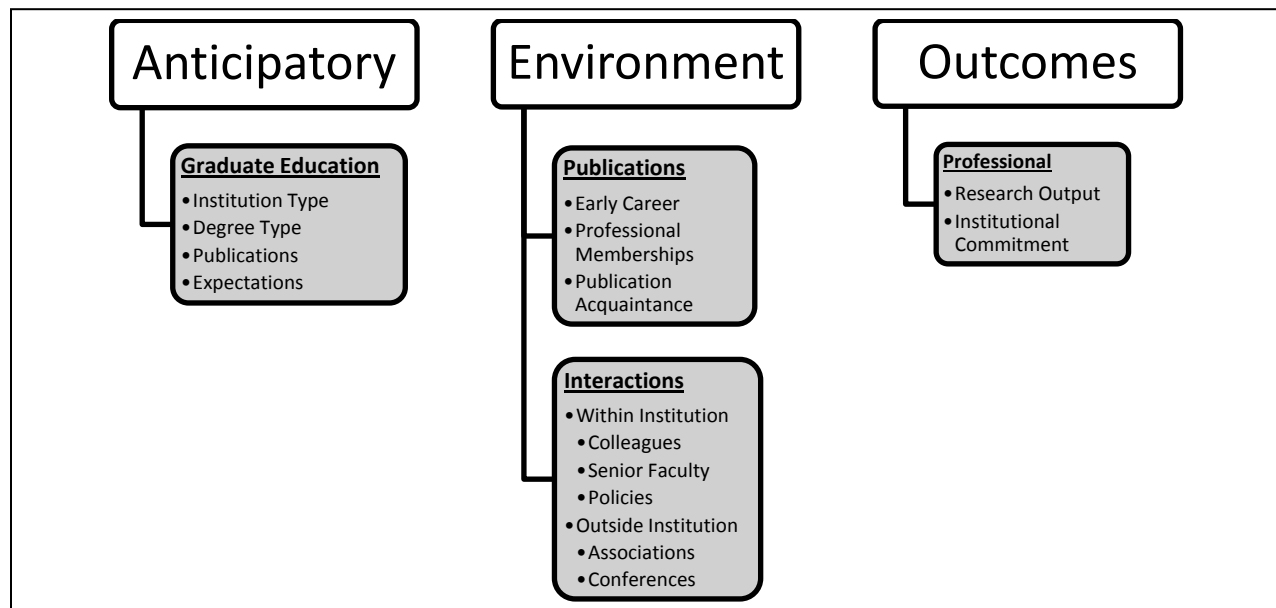 Anticipatory
Graduate Education
•Institution Type
•Degree Type
•Publications
•Expectations
Environment
Publications
•Early Career
•Professional
Memberships
•Publication
Acquaintance
Interactions
•Within Institution
•Colleagues
•Senior Faculty
•Policies
•Outside Institution
•Associations
•Conferences
Outcomes
Professional
•Research Output
•Institutional
Commitment